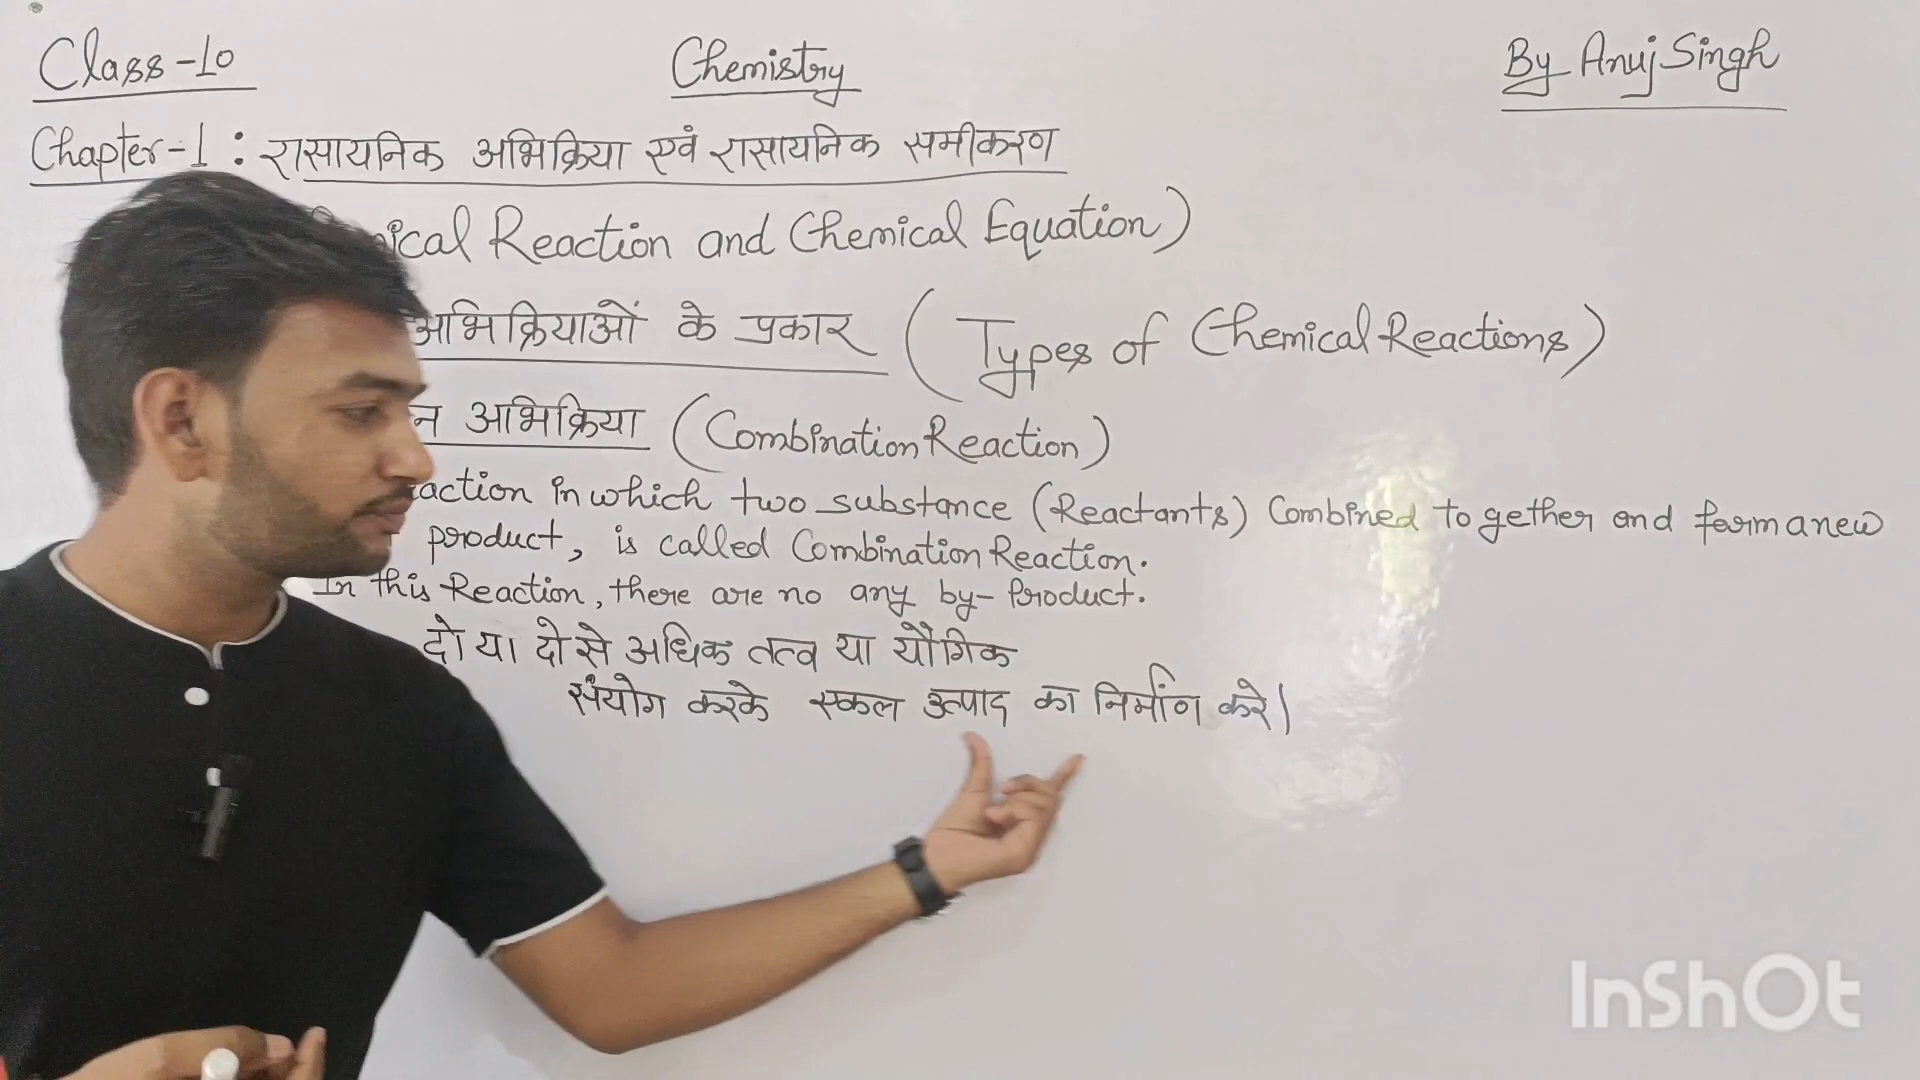 Class-10
Chemistry
By Anuj Singh
Chapter-1 : रासायनिक अभिक्रिया एवं रासायनिक समीकरण
Reaction and Chemical Equation)
अभिक्रियाओं के प्रकार (Types of Chemical Reactions)
अभिक्रिया (Combination Reaction)
in which two substance (Reactants) Combined together and form a new
product, is called Combination Reaction.
In this Reaction, there are no any by-Product.
दो या दो से अधिक तत्व या यौगिक
संयोग करके एकल उत्पाद का निर्माण करे।
InShOt